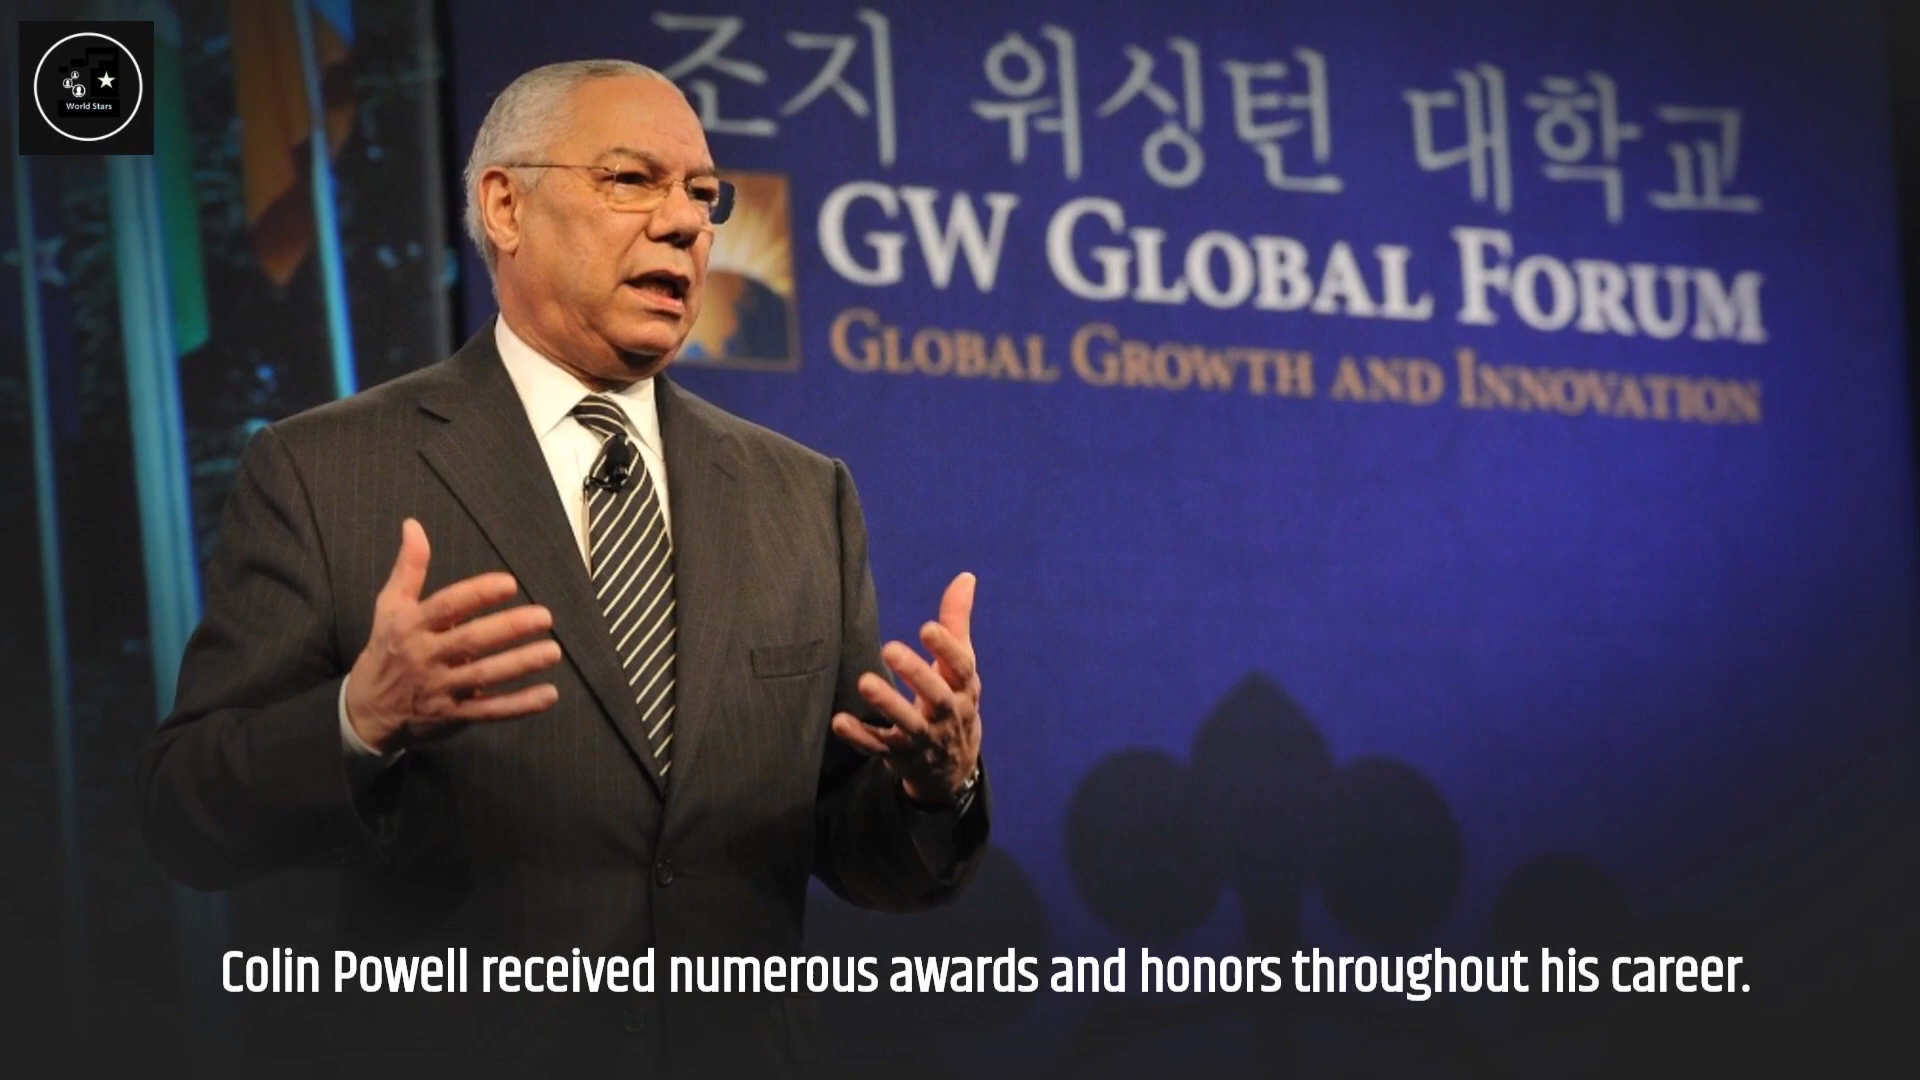 World Stars
조지 워싱턴 대학교
GW GLOBAL FORUM
GLOBAL GROWTH AND INNOVATION
Colin Powell received numerous awards and honors throughout his career.